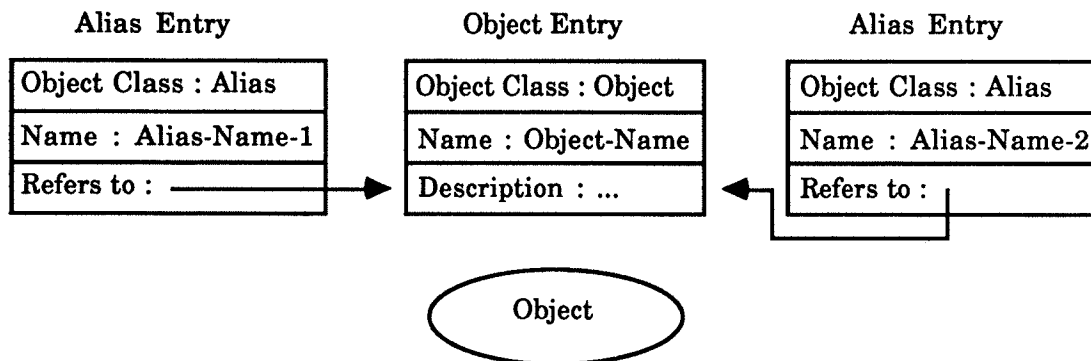 Alias Entry
Object Entry
Alias Entry
Object Class : Alias
Name : Alias-Name-1
Refers to :
Object Class : Object
Name : Object-Name
Description : ...
Object Class : Alias
Name : Alias-Name-2
Refers to :
Object